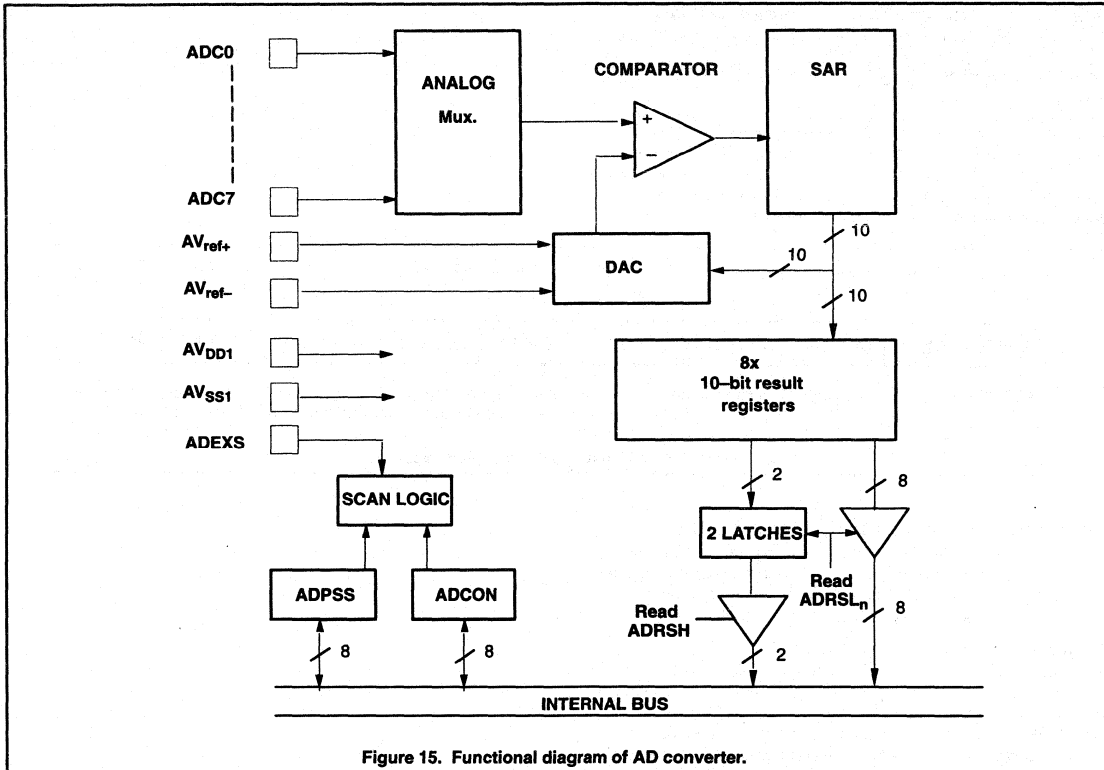 ADC0
ANALOG
Mux.
COMPARATOR
SAR
+
−
ADC7
AVref+
10
10
DAC
AVref–
10
AVDD1
8x
10–bit result
registers
AVSS1
ADEXS
2
8
SCAN LOGIC
2 LATCHES
Read
ADRSLn
ADPSS
ADCON
Read
ADRSH
8
8
8
2
INTERNAL BUS
Figure 15. Functional diagram of AD converter.